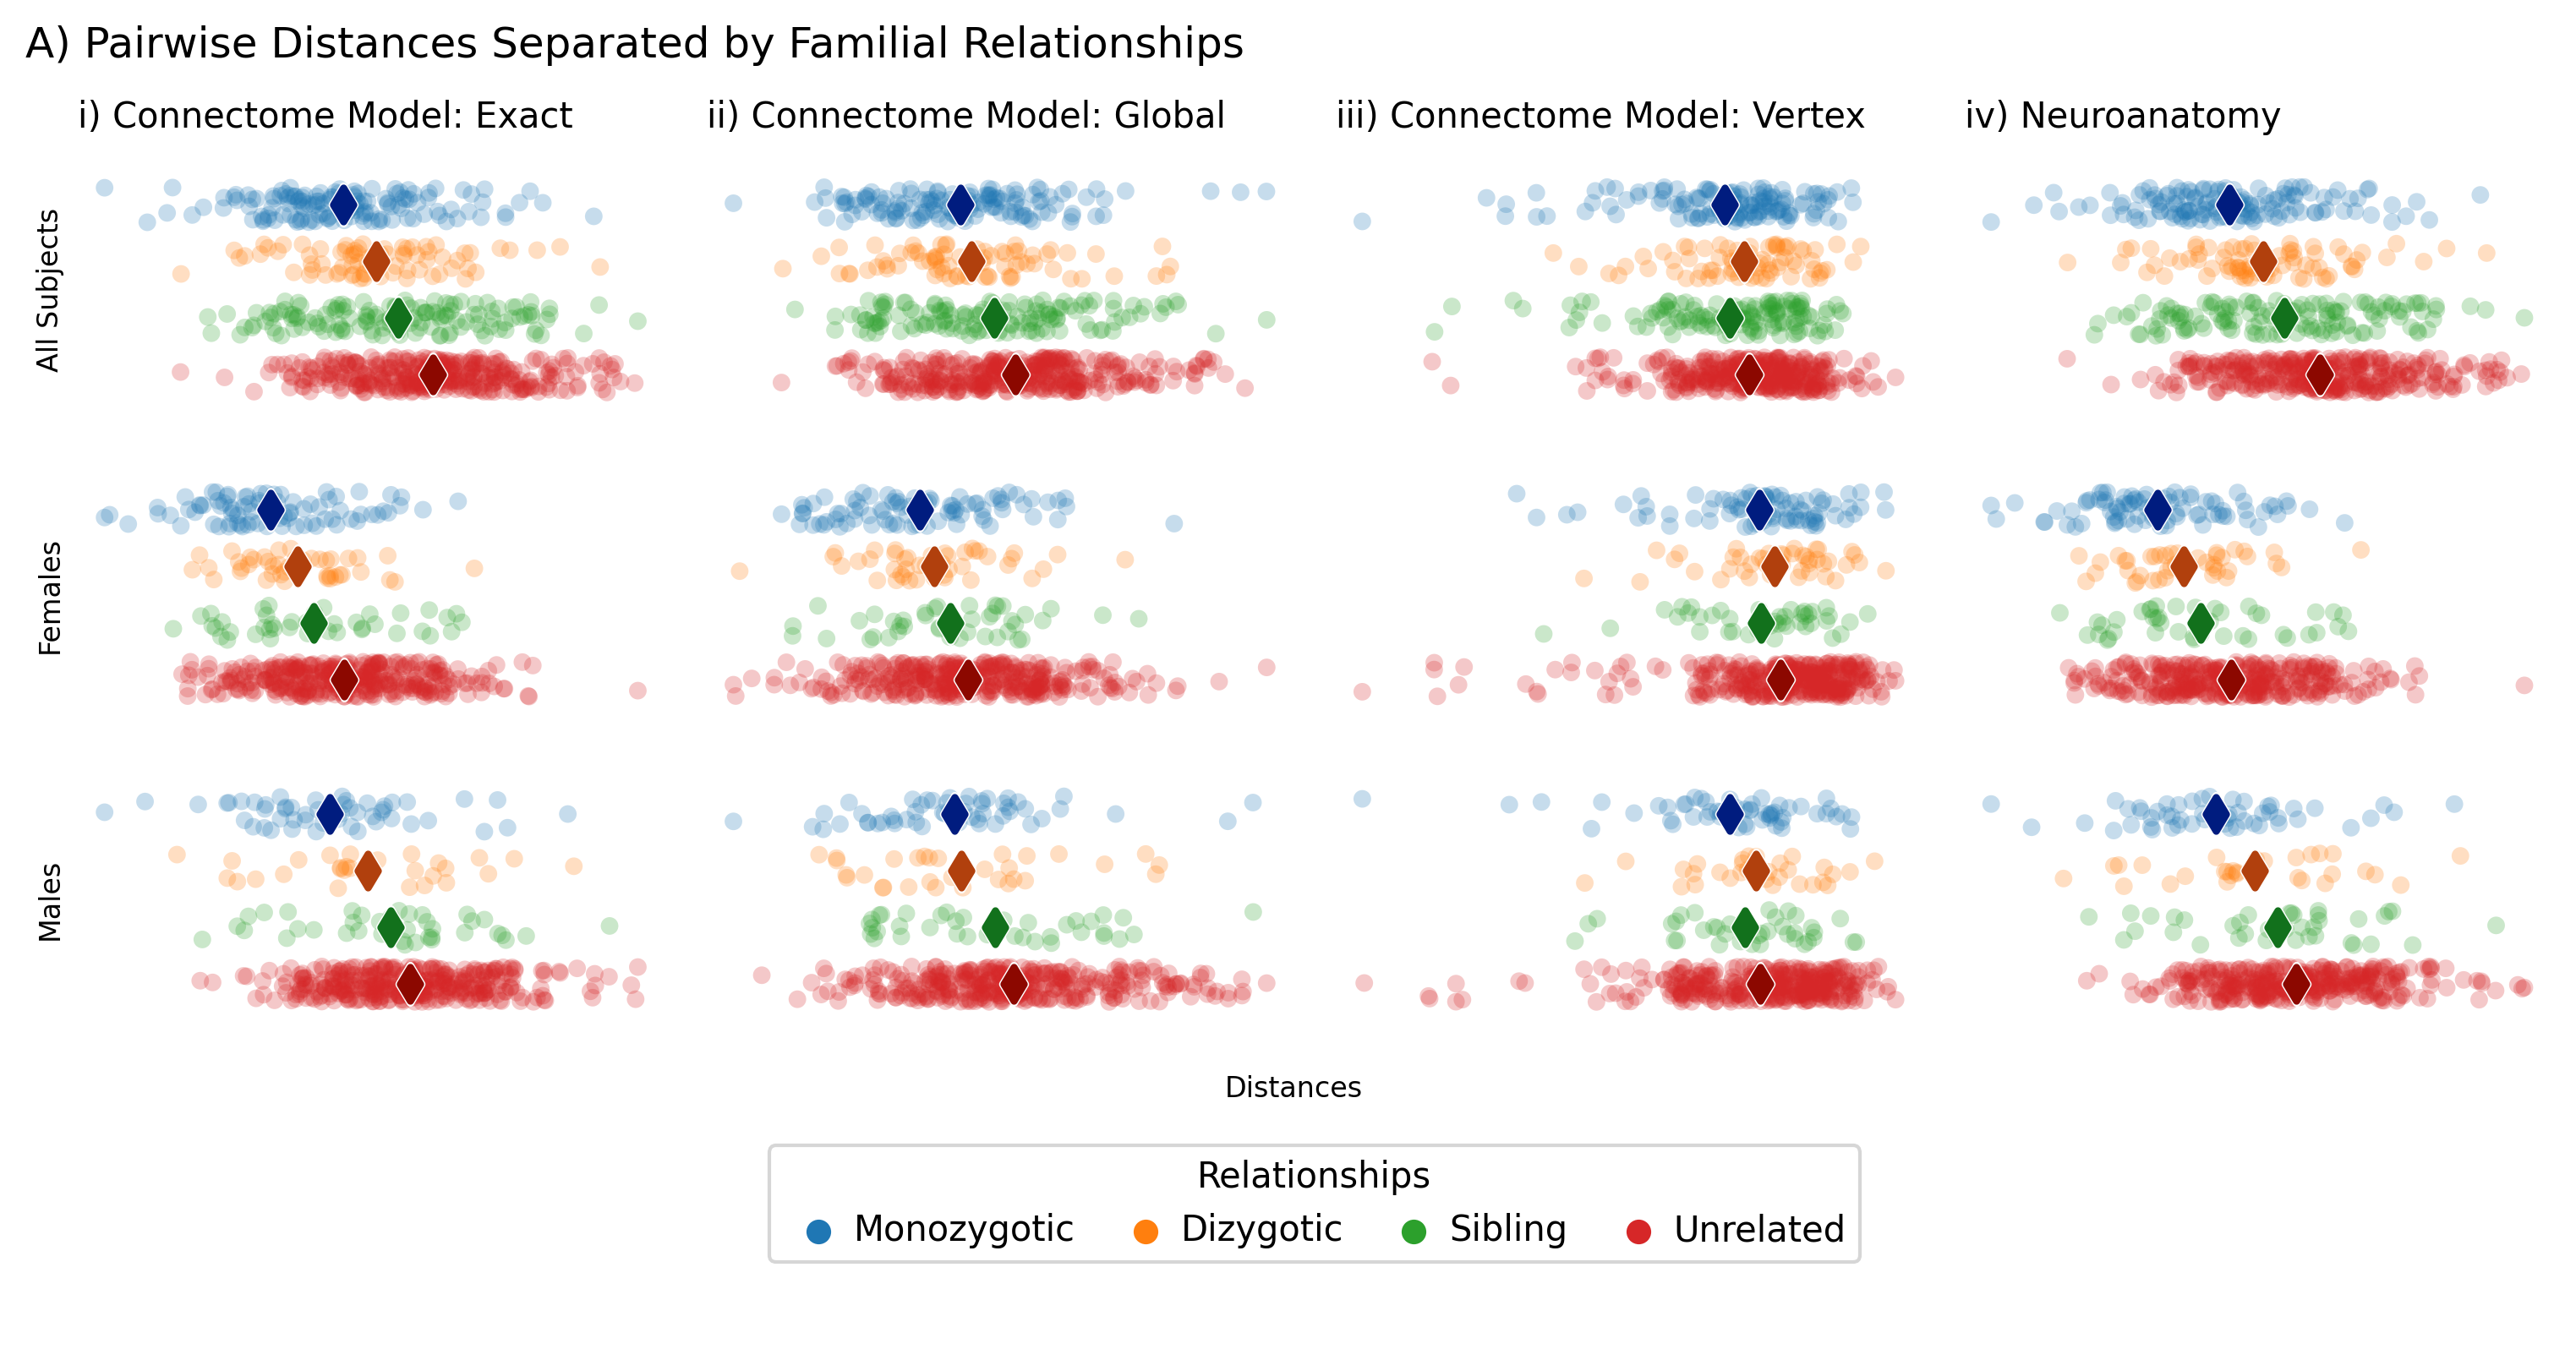 A) Pairwise Distances Separated by Familial Relationships
i) Connectome Model: Exact
ii) Connectome Model: Global
iii) Connectome Model: Vertex
iv) Neuroanatomy
All Subjects
Females
Males
Distances
Relationships
Monozygotic Dizygotic Sibling Unrelated